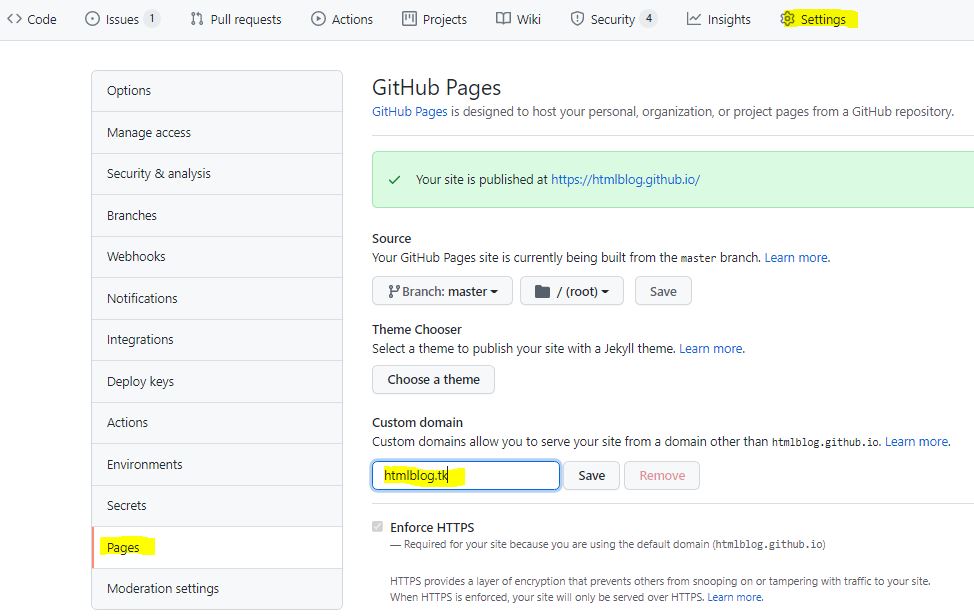 Code Issues 1 Pull requests Actions Projects Wiki Security 4 Insights Settings
Options
Manage access
Security & analysis
Branches
Webhooks
Notifications
Integrations
Deploy keys
Actions
Environments
Secrets
Pages
Moderation settings
GitHub Pages
GitHub Pages is designed to host your personal, organization, or project pages from a GitHub repository.
Your site is published at https://htmlblog.github.io/
Source
Your GitHub Pages site is currently being built from the master branch. Learn more.
Branch: master / (root) Save
Theme Chooser
Select a theme to publish your site with a Jekyll theme. Learn more.
Choose a theme
Custom domain
Custom domains allow you to serve your site from a domain other than htmlblog.github.io. Learn more.
htmlblog.tk Save Remove
Enforce HTTPS
— Required for your site because you are using the default domain (htmlblog.github.io)
HTTPS provides a layer of encryption that prevents others from snooping on or tampering with traffic to your site.
When HTTPS is enforced, your site will only be served over HTTPS. Learn more.